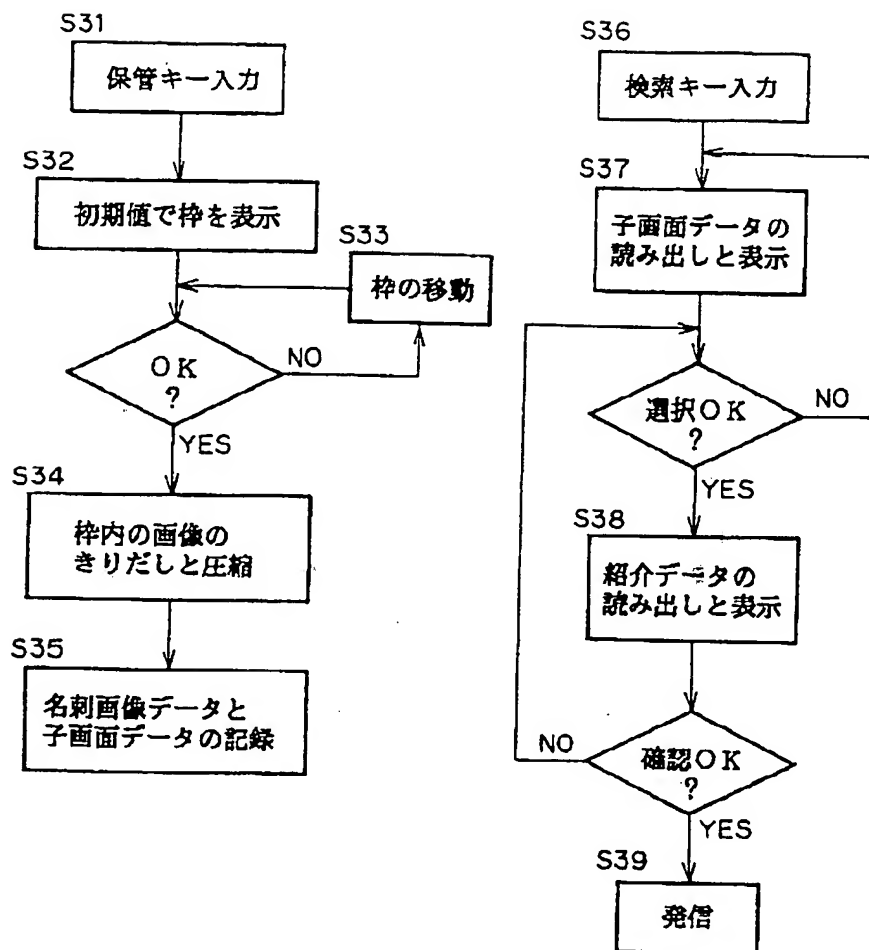 S31
保管キー入力
S32
初期値で枠を表示
S33
枠の移動
OK
?
NO
YES
S34
枠内の画像の
きりだしと圧縮
S35
名刺画像データと
子画面データの記録
S36
検索キー入力
S37
子画面データの
読み出しと表示
選択OK
?
NO
YES
S38
紹介データの
読み出しと表示
確認OK
?
NO
YES
S39
発信